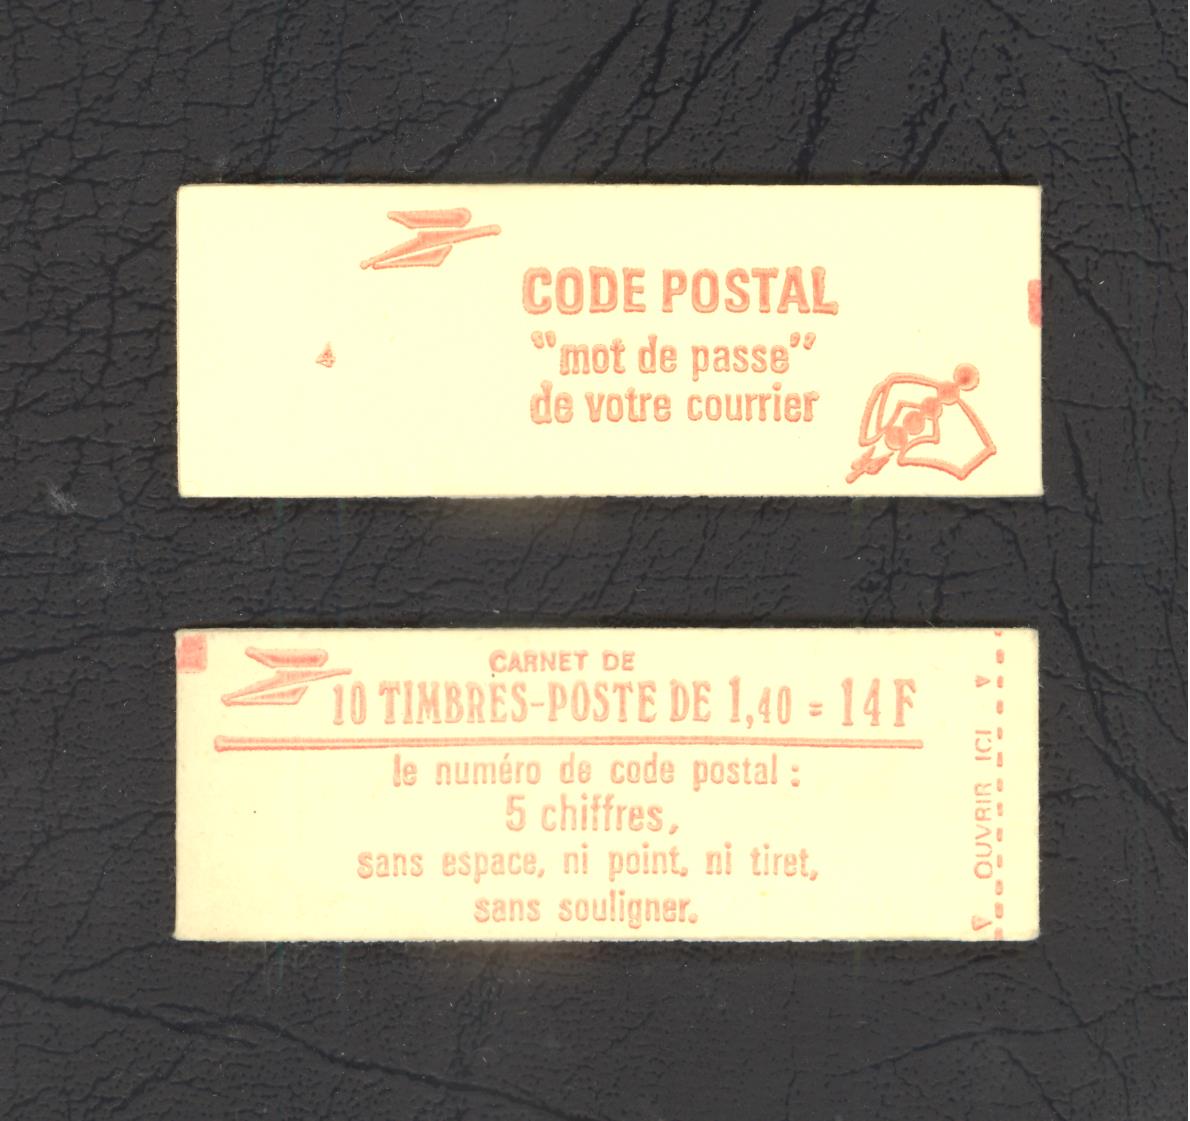 CODE POSTAL
"mot de passe"
de votre courrier
4
CARNET DE
10 TIMBRES-POSTE DE 1,40 = 14 F
le numéro de code postal :
5 chiffres,
sans espace, ni point, ni tiret,
sans souligner.
OUVRIR ICI